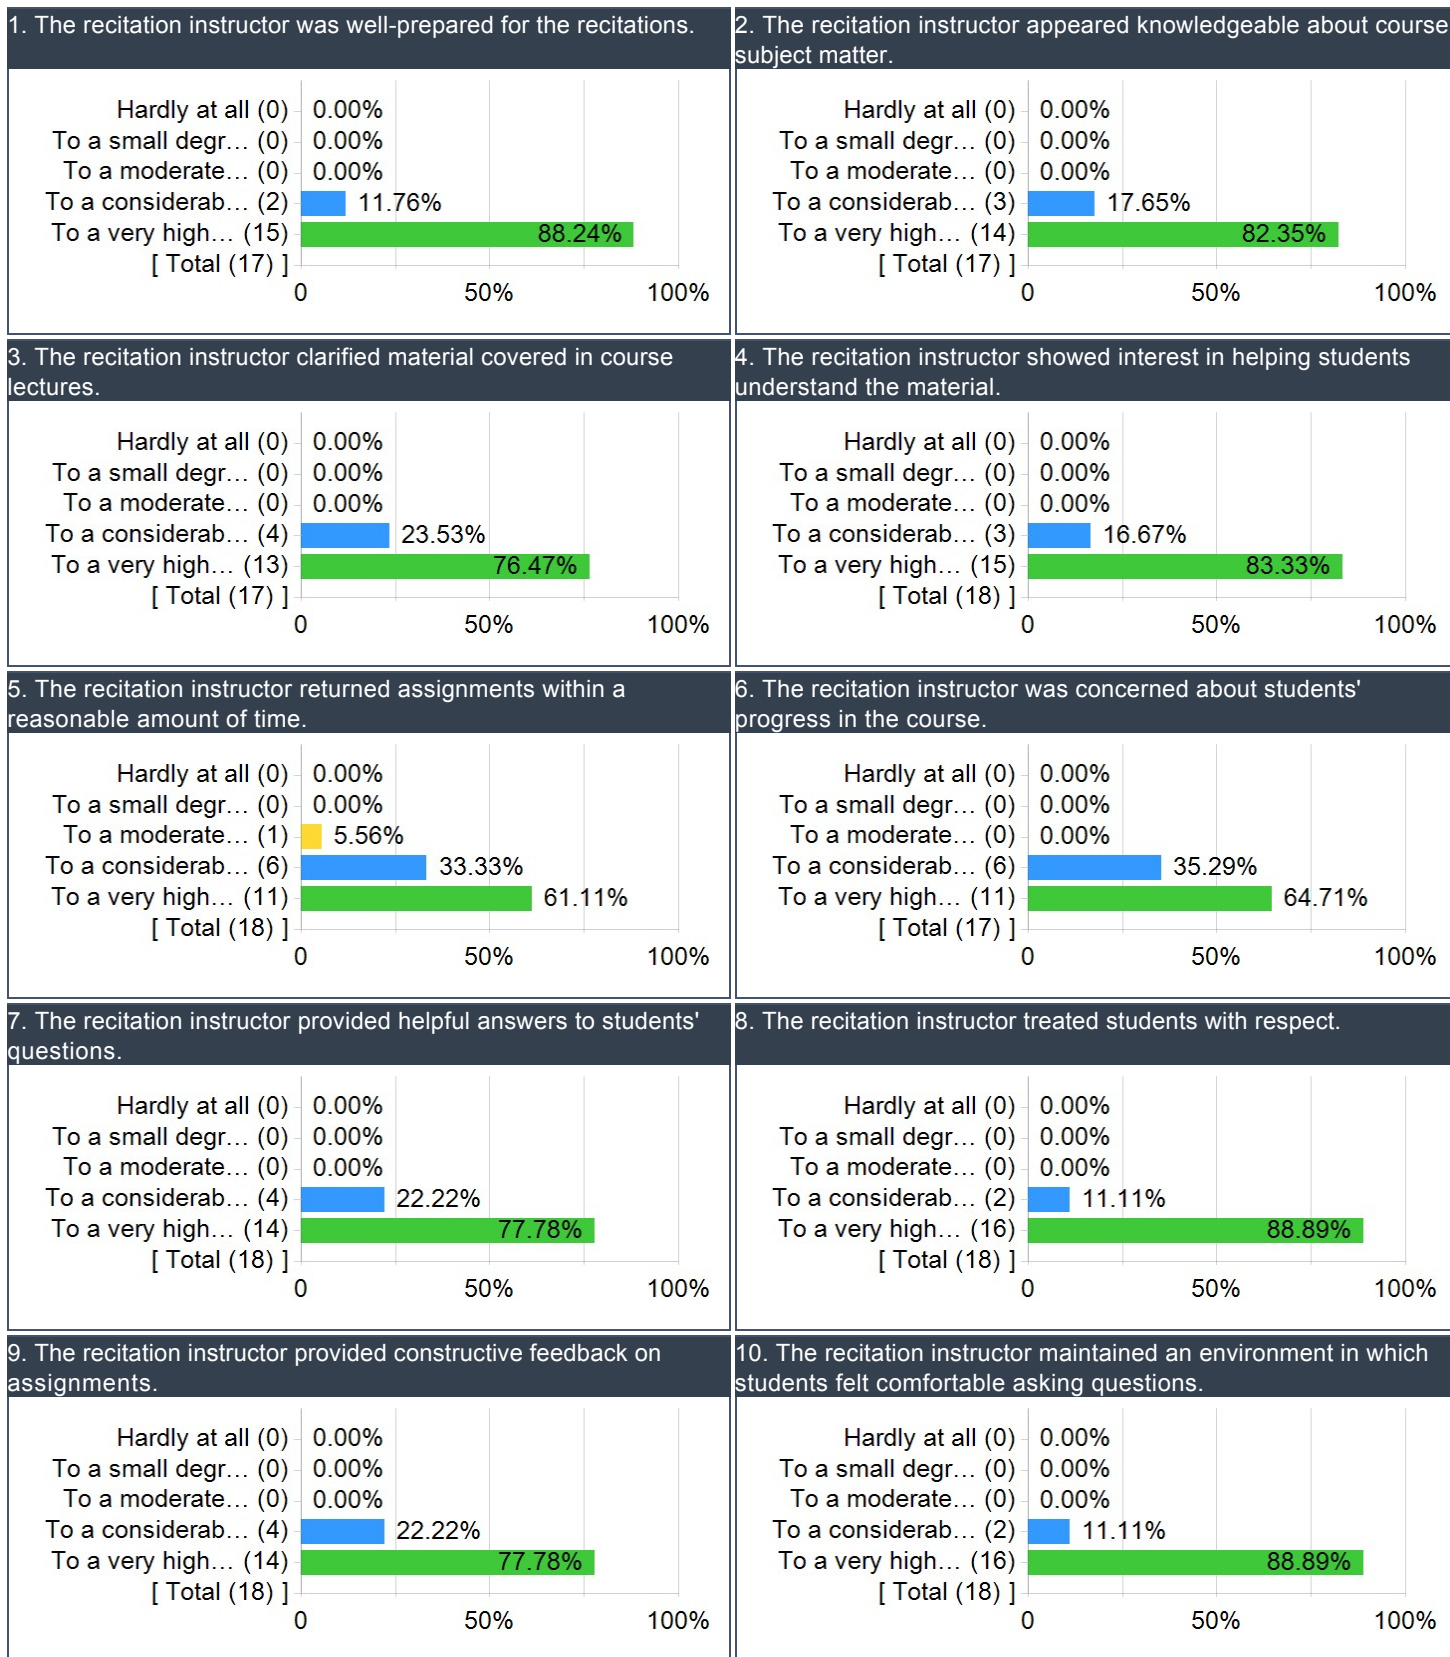 1. The recitation instructor was well-prepared for the recitations.
Hardly at all (0) 0.00%
To a small degr... (0) 0.00%
To a moderate... (0) 0.00%
To a considerab... (2) 11.76%
To a very high... (15) 88.24%
[ Total (17) ]
0 50% 100%
2. The recitation instructor appeared knowledgeable about course
subject matter.
Hardly at all (0) 0.00%
To a small degr... (0) 0.00%
To a moderate... (0) 0.00%
To a considerab... (3) 17.65%
To a very high... (14) 82.35%
[ Total (17) ]
0 50% 100%
3. The recitation instructor clarified material covered in course
lectures.
Hardly at all (0) 0.00%
To a small degr... (0) 0.00%
To a moderate... (0) 0.00%
To a considerab... (4) 23.53%
To a very high... (13) 76.47%
[ Total (17) ]
0 50% 100%
4. The recitation instructor showed interest in helping students
understand the material.
Hardly at all (0) 0.00%
To a small degr... (0) 0.00%
To a moderate... (0) 0.00%
To a considerab... (3) 16.67%
To a very high... (15) 83.33%
[ Total (18) ]
0 50% 100%
5. The recitation instructor returned assignments within a
reasonable amount of time.
Hardly at all (0) 0.00%
To a small degr... (0) 0.00%
To a moderate... (1) 5.56%
To a considerab... (6) 33.33%
To a very high... (11) 61.11%
[ Total (18) ]
0 50% 100%
6. The recitation instructor was concerned about students'
progress in the course.
Hardly at all (0) 0.00%
To a small degr... (0) 0.00%
To a moderate... (0) 0.00%
To a considerab... (6) 35.29%
To a very high... (11) 64.71%
[ Total (17) ]
0 50% 100%
7. The recitation instructor provided helpful answers to students'
questions.
Hardly at all (0) 0.00%
To a small degr... (0) 0.00%
To a moderate... (0) 0.00%
To a considerab... (4) 22.22%
To a very high... (14) 77.78%
[ Total (18) ]
0 50% 100%
8. The recitation instructor treated students with respect.
Hardly at all (0) 0.00%
To a small degr... (0) 0.00%
To a moderate... (0) 0.00%
To a considerab... (2) 11.11%
To a very high... (16) 88.89%
[ Total (18) ]
0 50% 100%
9. The recitation instructor provided constructive feedback on
assignments.
Hardly at all (0) 0.00%
To a small degr... (0) 0.00%
To a moderate... (0) 0.00%
To a considerab... (4) 22.22%
To a very high... (14) 77.78%
[ Total (18) ]
0 50% 100%
10. The recitation instructor maintained an environment in which
students felt comfortable asking questions.
Hardly at all (0) 0.00%
To a small degr... (0) 0.00%
To a moderate... (0) 0.00%
To a considerab... (2) 11.11%
To a very high... (16) 88.89%
[ Total (18) ]
0 50% 100%